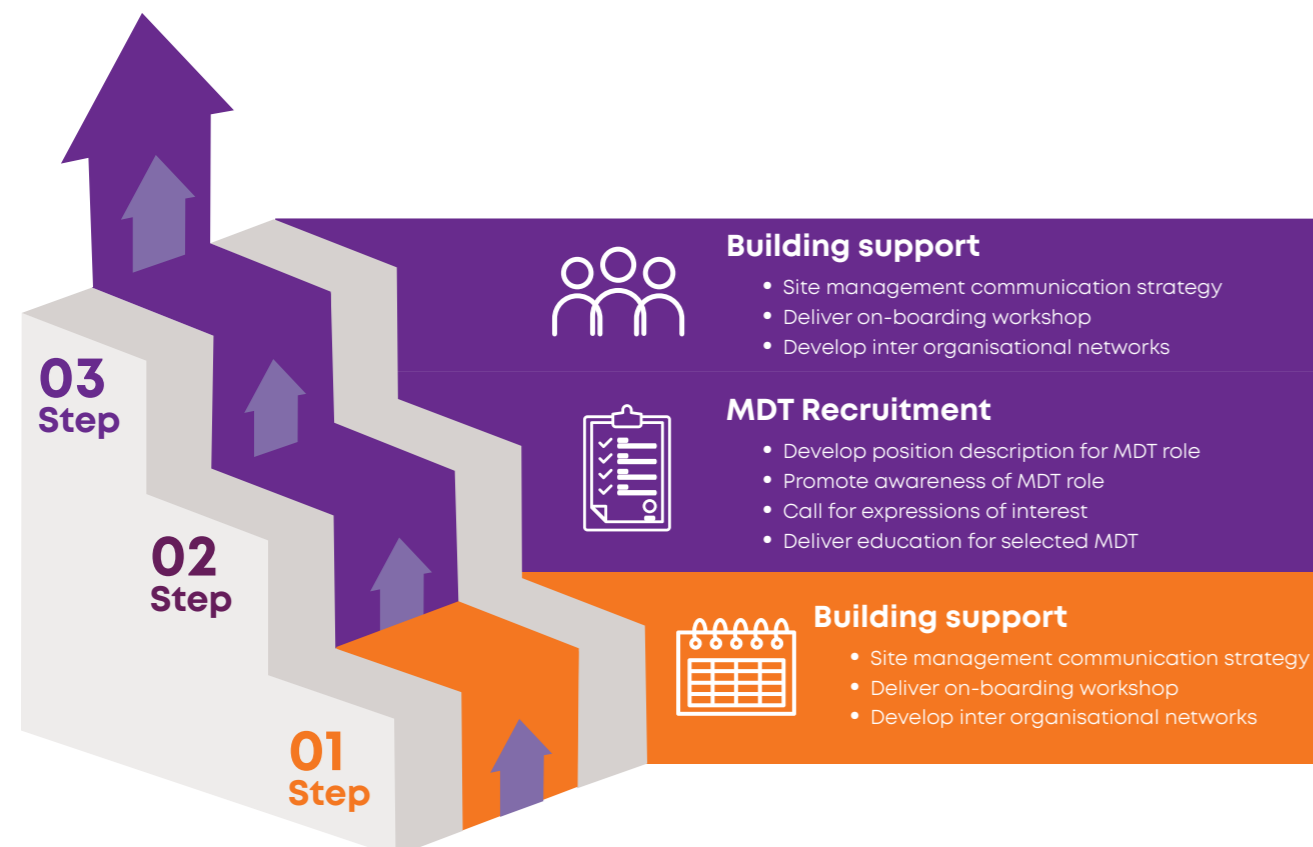 Building support
• Site management communication strategy
• Deliver on-boarding workshop
• Develop inter organisational networks
03
Step
MDT Recruitment
• Develop position description for MDT role
• Promote awareness of MDT role
• Call for expressions of interest
• Deliver education for selected MDT
02
Step
Building support
• Site management communication strategy
• Deliver on-boarding workshop
• Develop inter organisational networks
01
Step